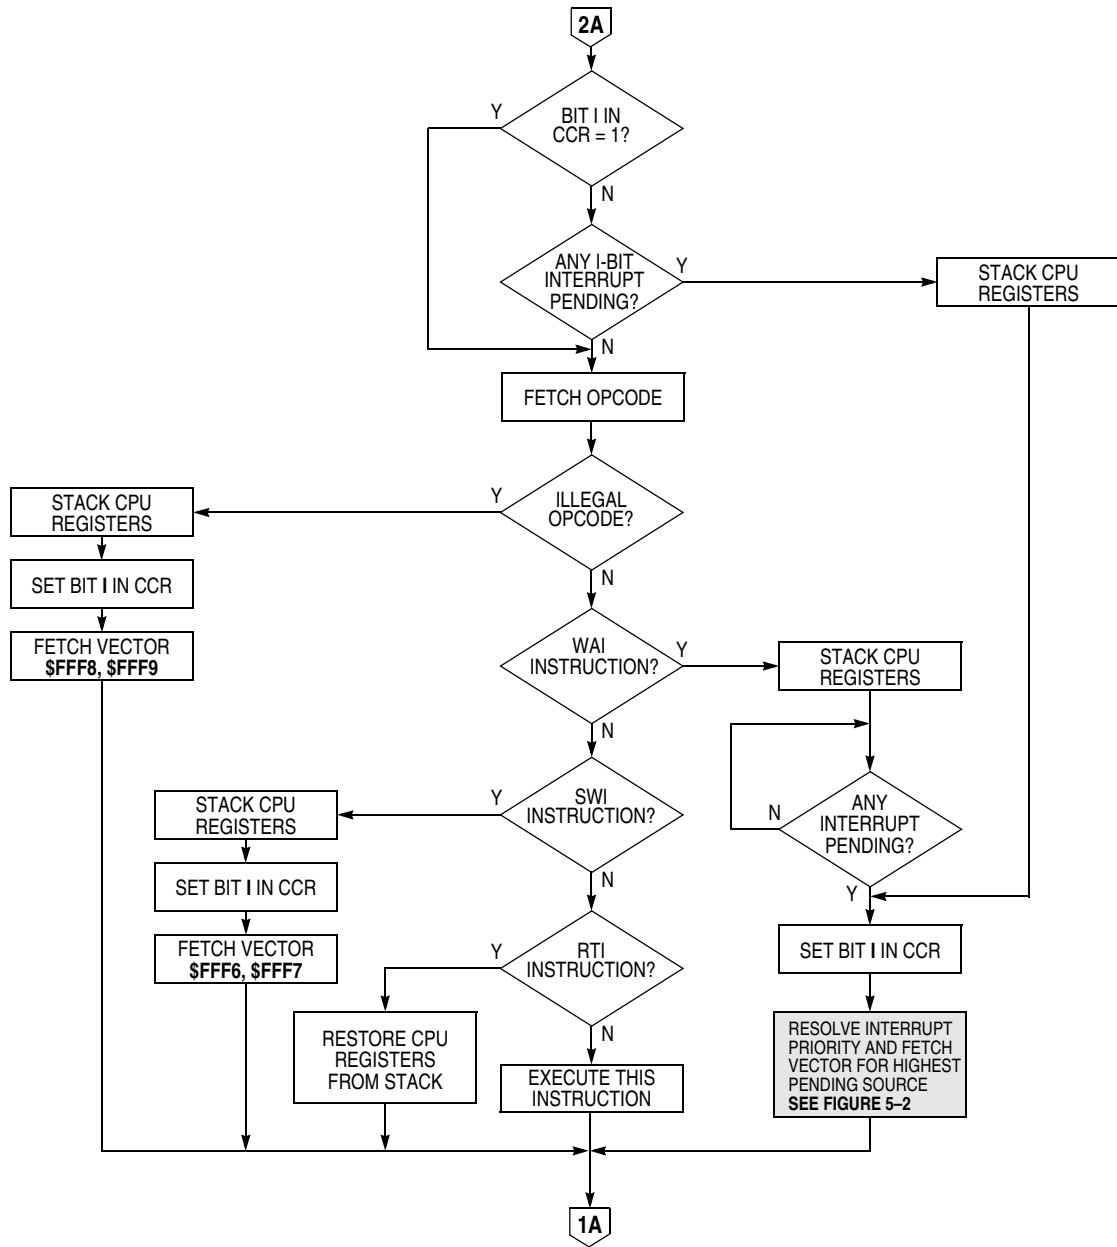 2A
BIT I IN
CCR = 1?
Y
N
ANY I-BIT
INTERRUPT
PENDING?
Y
N
STACK CPU
REGISTERS
FETCH OPCODE
ILLEGAL
OPCODE?
Y
N
STACK CPU
REGISTERS
SET BIT I IN CCR
FETCH VECTOR
$FFF8, $FFF9
WAI
INSTRUCTION?
Y
N
STACK CPU
REGISTERS
ANY
INTERRUPT
PENDING?
N
Y
SWI
INSTRUCTION?
Y
N
STACK CPU
REGISTERS
SET BIT I IN CCR
FETCH VECTOR
$FFF6, $FFF7
RTI
INSTRUCTION?
Y
N
RESTORE CPU
REGISTERS
FROM STACK
EXECUTE THIS
INSTRUCTION
SET BIT I IN CCR
RESOLVE INTERRUPT
PRIORITY AND FETCH
VECTOR FOR HIGHEST
PENDING SOURCE
SEE FIGURE 5–2
1A